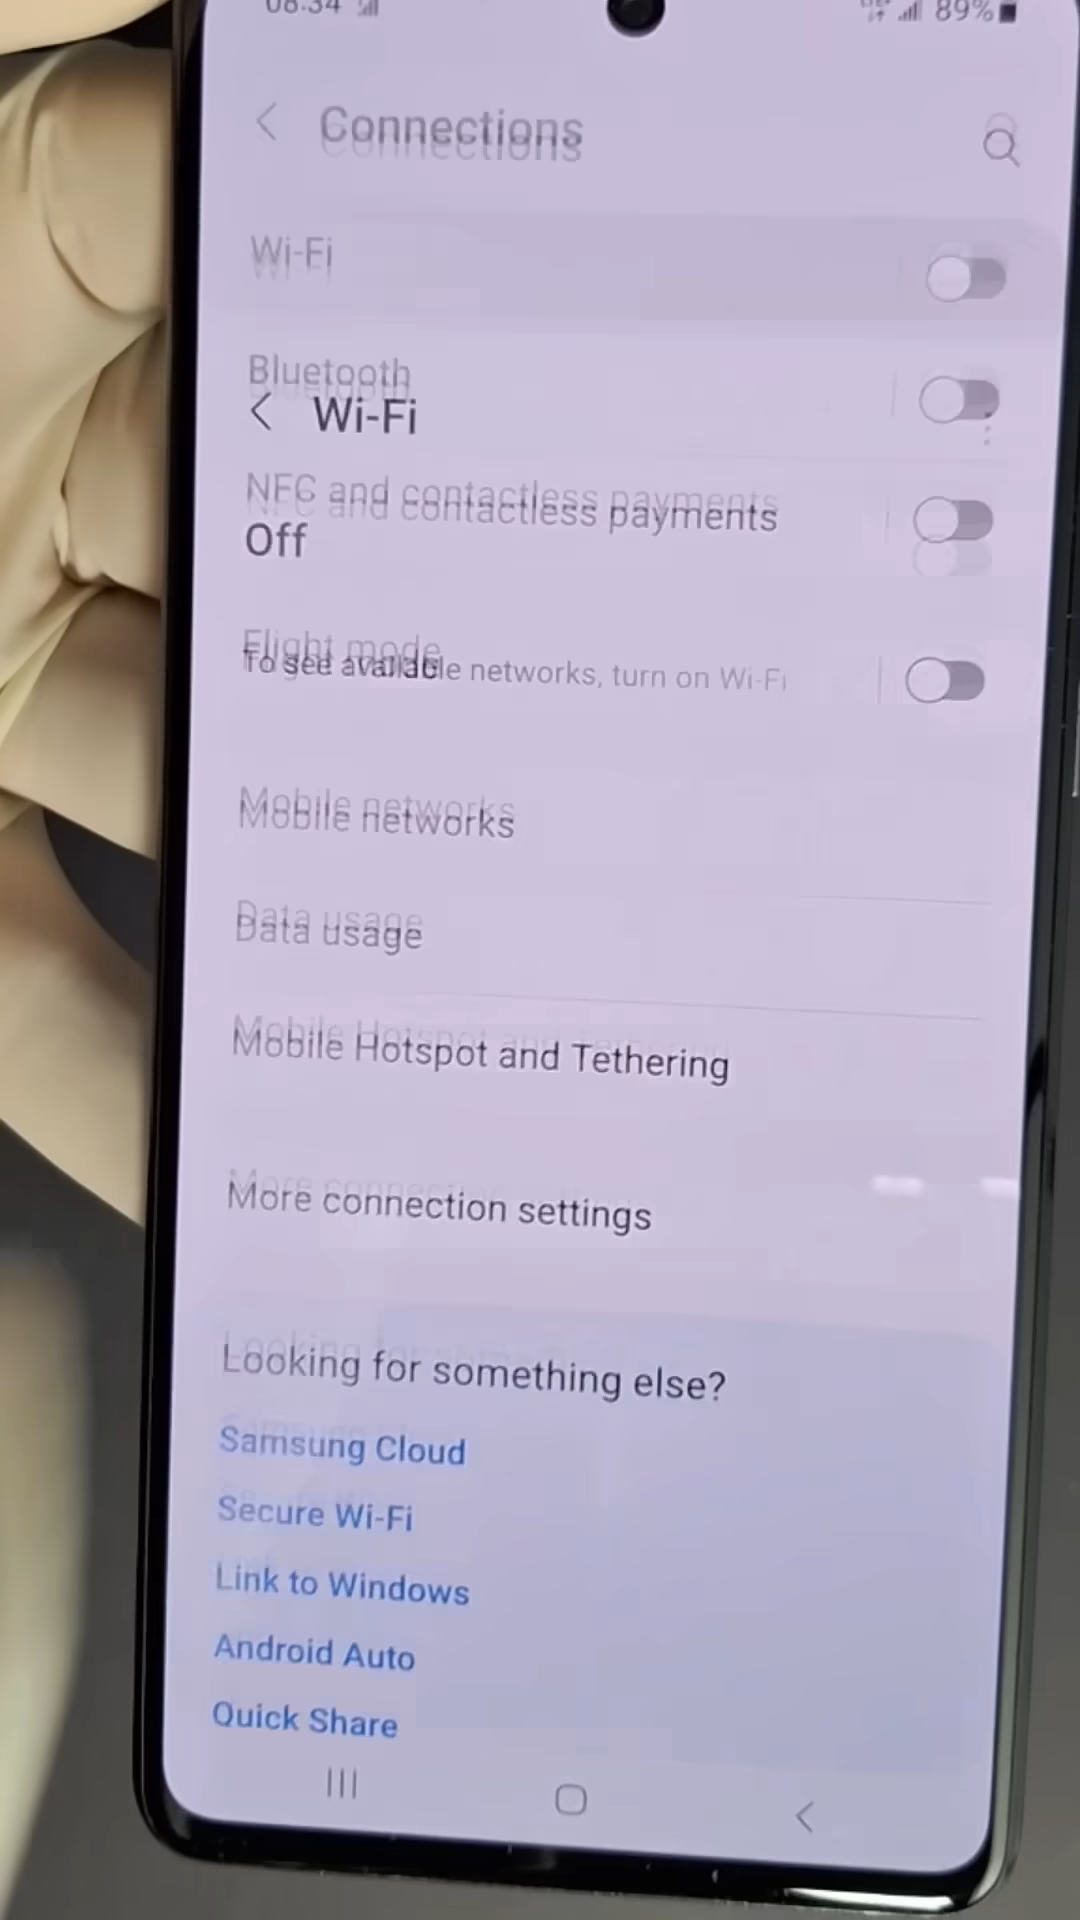 08:34
89%
Connections
Wi-Fi
Bluetooth
Wi-Fi
NFC and contactless payments
Off
Flight mode
To see available networks, turn on Wi-Fi
Mobile networks
Data usage
Mobile Hotspot and Tethering
More connection settings
Looking for something else?
Samsung Cloud
Secure Wi-Fi
Link to Windows
Android Auto
Quick Share